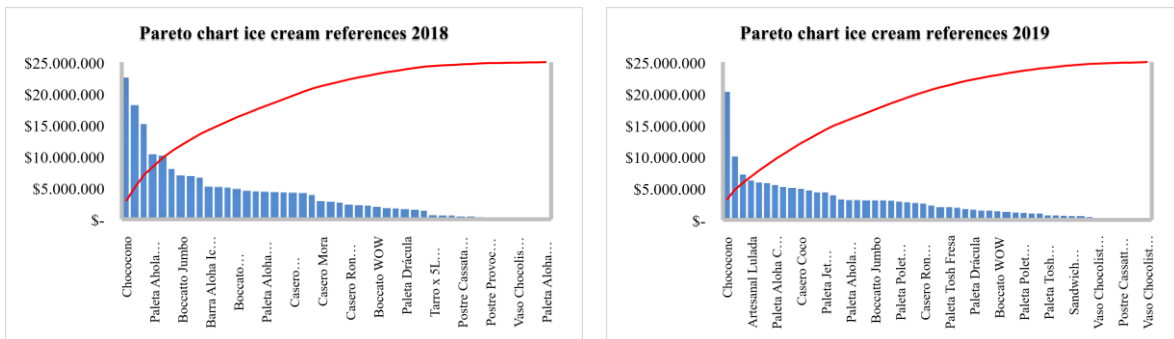 Pareto chart ice cream references 2018
$25.000.000
$20.000.000
$15.000.000
$10.000.000
$5.000.000
$-
Chococono
Paleta Ahola…
Boccatto Jumbo
Barra Aloha Ic…
Boccato…
Paleta Aloha…
Casero…
Casero Mora
Casero Ron…
Boccato WOW
Paleta Drácula
Tarro x 5L…
Postre Cassata
Postre Provoc…
Vaso Chocolis…
Paleta Aloha…
Pareto chart ice cream references 2019
$25.000.000
$20.000.000
$15.000.000
$10.000.000
$5.000.000
$-
Chococono
Artesanal Lulada
Paleta Aloha C…
Casero Coco
Paleta Jet…
Paleta Ahola…
Boccatto Jumbo
Paleta Polet…
Casero Ron…
Paleta Tosh Fresa
Paleta Drácula
Boccato WOW
Paleta Polet…
Paleta Tosh…
Sandwich…
Vaso Chocolist…
Postre Cassatt…
Vaso Chocolist…